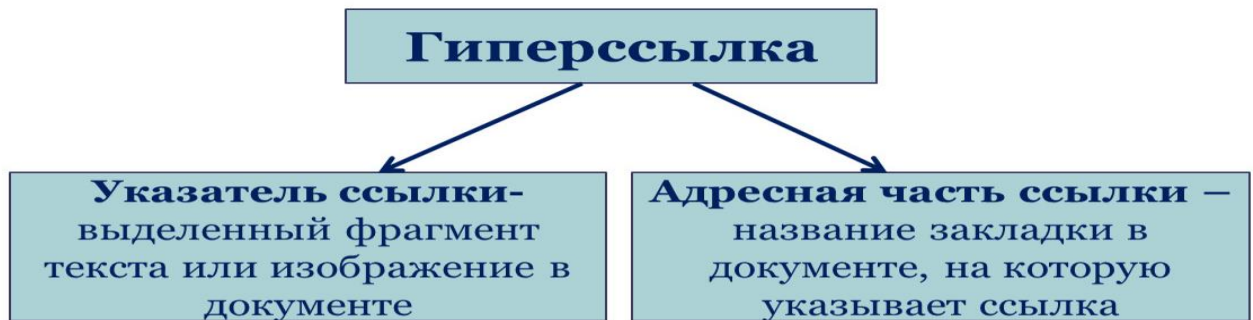 Гиперссылка
Указатель ссылки-
выделенный фрагмент
текста или изображение в
документе
Адресная часть ссылки –
название закладки в
документе, на которую
указывает ссылка